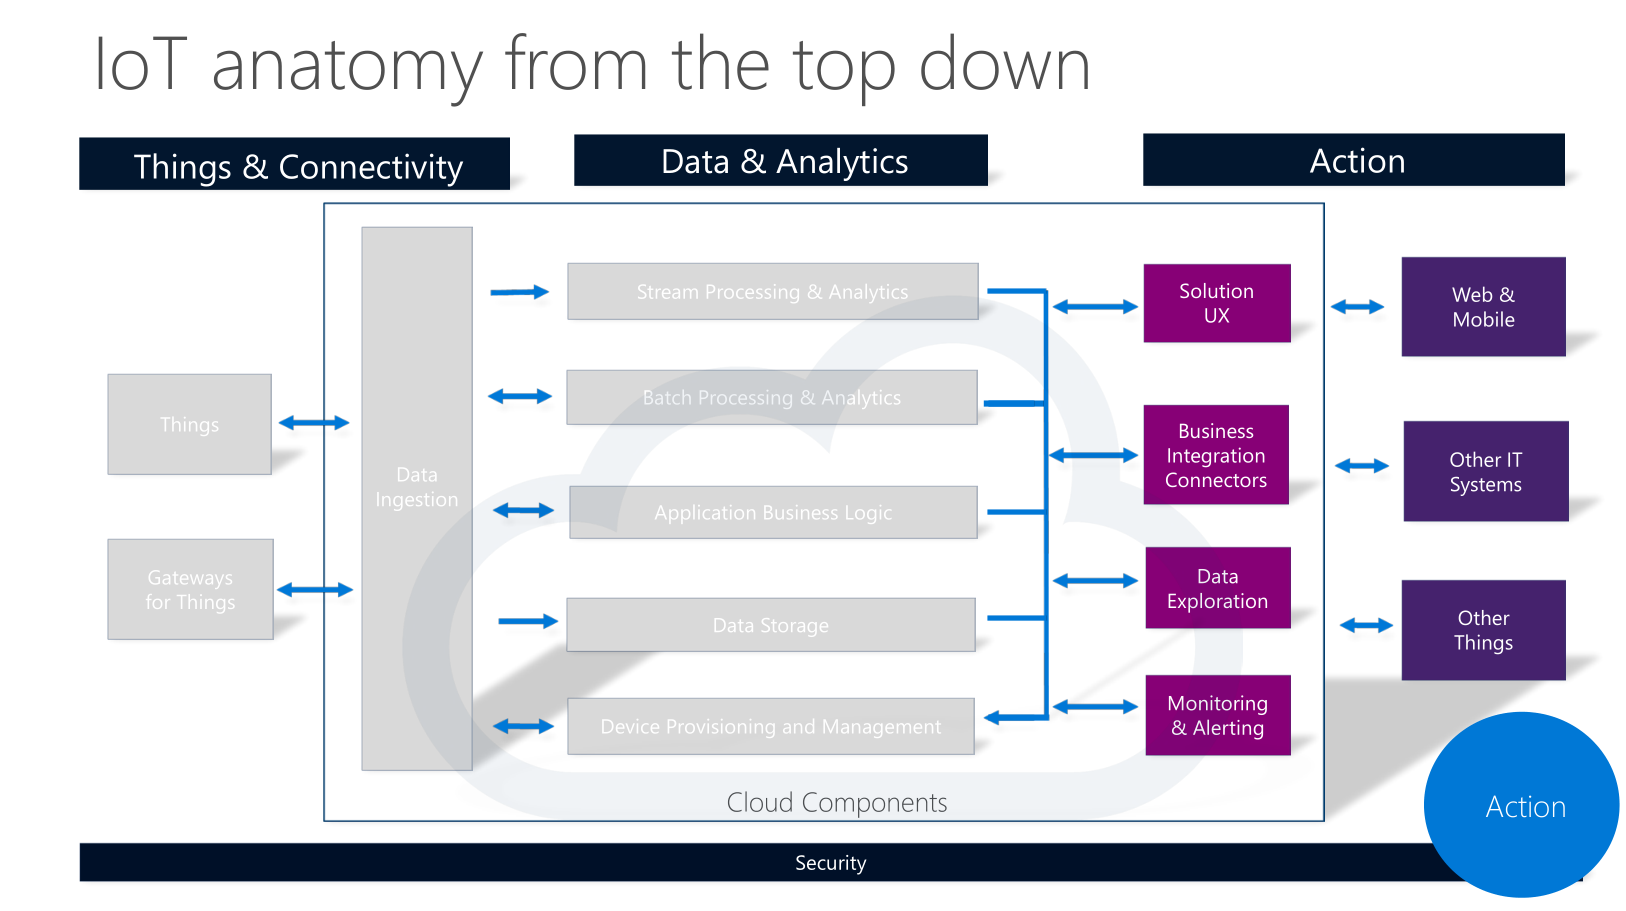 IoT anatomy from the top down
Things & Connectivity
Data & Analytics
Action
Things
Gateways
for Things
Data
Ingestion
Stream Processing & Analytics
Batch Processing & Analytics
Application Business Logic
Data Storage
Device Provisioning and Management
Solution
UX
Business
Integration
Connectors
Data
Exploration
Monitoring
& Alerting
Web &
Mobile
Other IT
Systems
Other
Things
Cloud Components
Action
Security